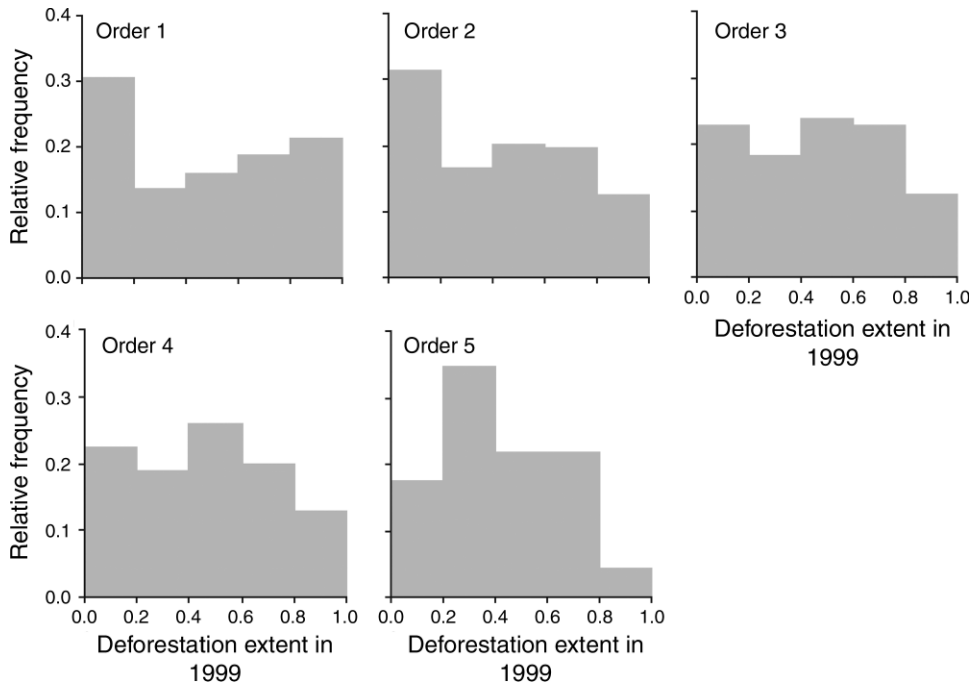 Relative frequency
0.4
0.3
0.2
0.1
0.0
Order 1
Order 2
Order 3
0.0 0.2 0.4 0.6 0.8 1.0
Deforestation extent in
1999
Relative frequency
0.4
0.3
0.2
0.1
0.0
Order 4
Order 5
0.0 0.2 0.4 0.6 0.8 1.0
Deforestation extent in
1999
0.0 0.2 0.4 0.6 0.8 1.0
Deforestation extent in
1999